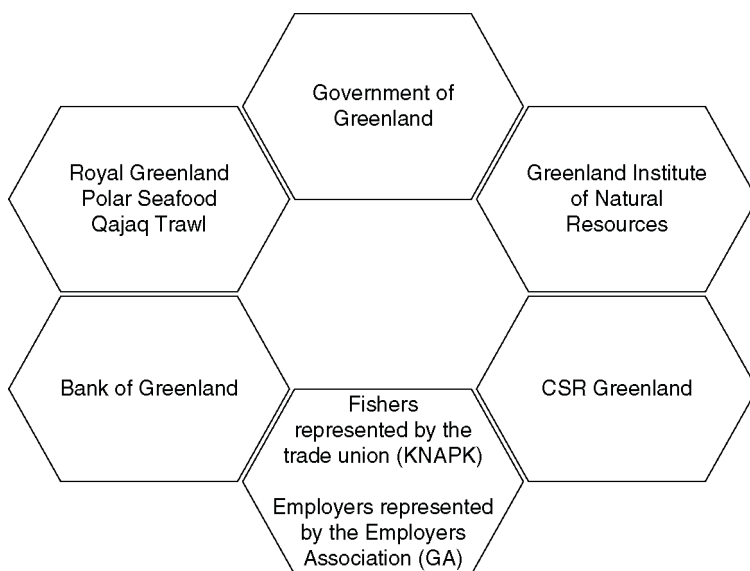 Government of
Greenland
Royal Greenland
Polar Seafood
Qajaq Trawl
Greenland Institute
of Natural
Resources
Bank of Greenland
CSR Greenland
Fishers
represented by the
trade union (KNAPK)
Employers represented
by the Employers
Association (GA)